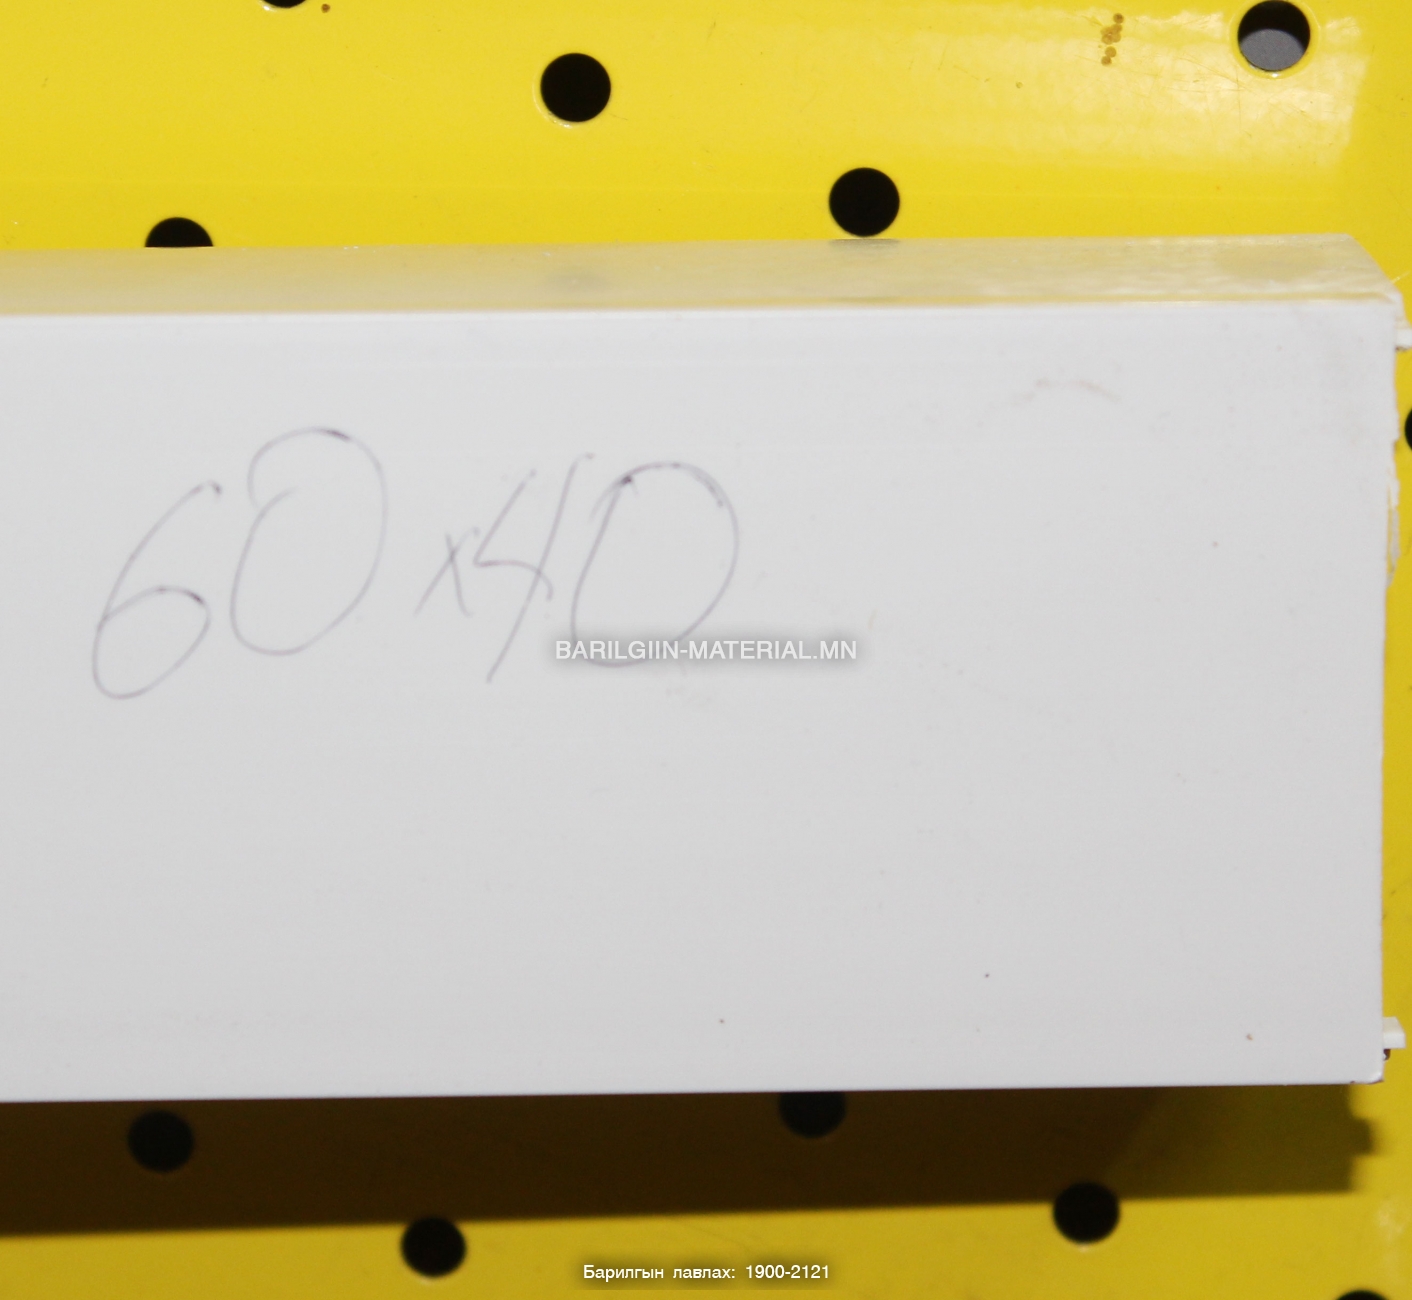 60x40
BARILGIIN-MATERIAL.MN
Барилгын лавлах: 1900-2121